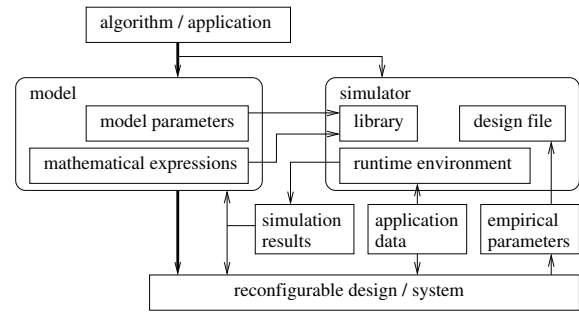 algorithm / application
model
simulator
model parameters
library
design file
mathematical expressions
runtime environment
simulation
results
application
data
empirical
parameters
reconfigurable design / system